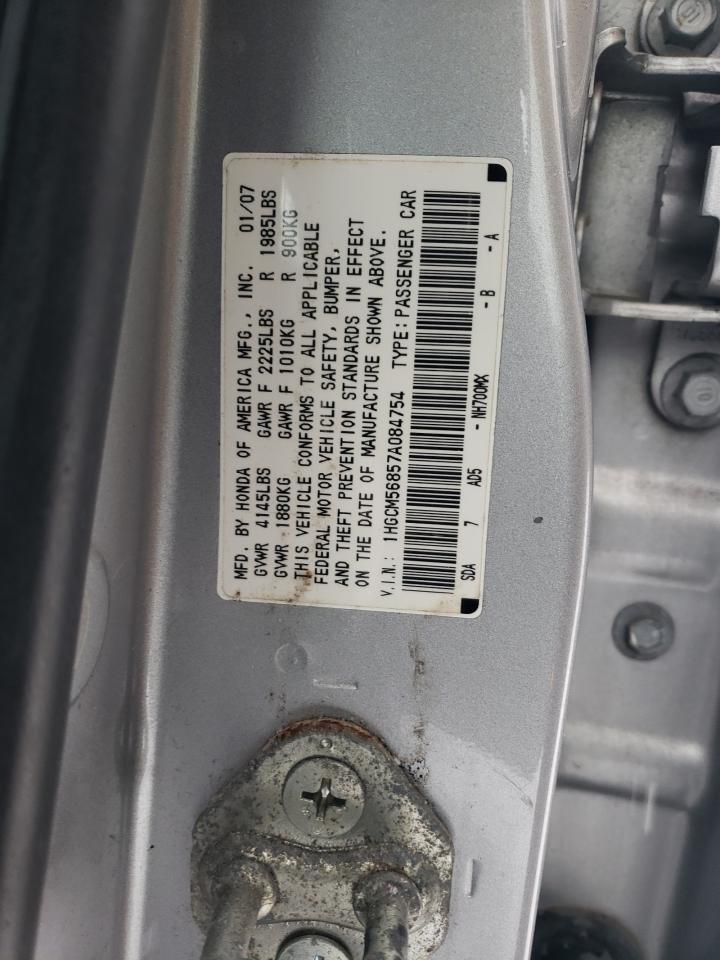 MFD. BY HONDA OF AMERICA MFG., INC. 01/07
GVWR 4145LBS GAWR F 2225LBS R 1985LBS
GVWR 1880KG GAWR F 1010KG R 900KG
THIS VEHICLE CONFORMS TO ALL APPLICABLE
FEDERAL MOTOR VEHICLE SAFETY, BUMPER,
AND THEFT PREVENTION STANDARDS IN EFFECT
ON THE DATE OF MANUFACTURE SHOWN ABOVE.
V.I.N.: 1HGCM56857A084754 TYPE: PASSENGER CAR
SDA 7 AD5 - NH700MX - B - A